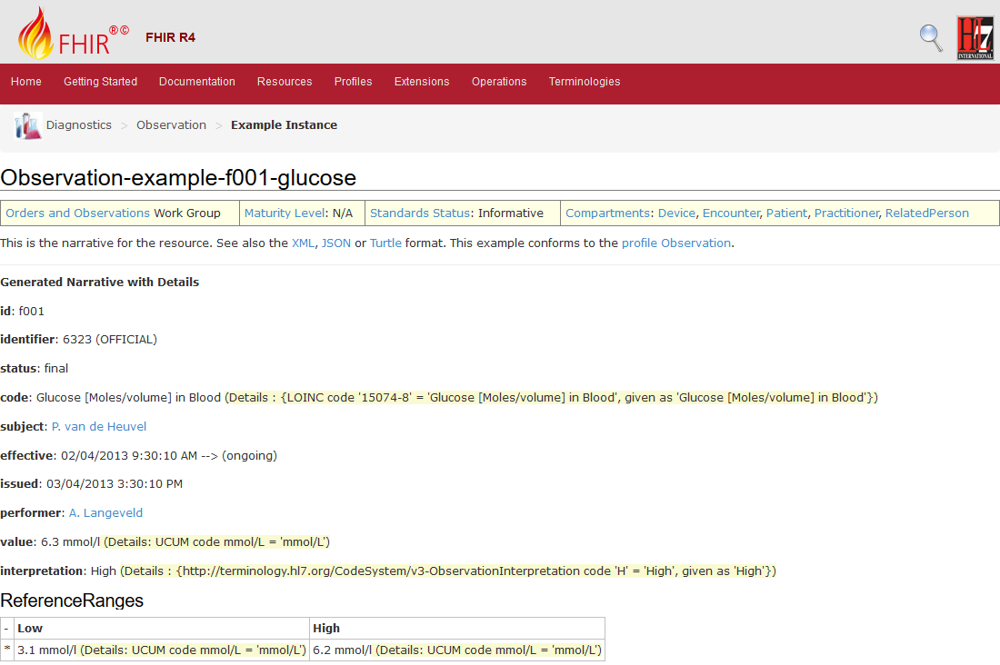 FHIR®© FHIR R4
HL7 INTERNATIONAL
Home Getting Started Documentation Resources Profiles Extensions Operations Terminologies
Diagnostics > Observation > Example Instance
Observation-example-f001-glucose
Orders and Observations Work Group Maturity Level: N/A Standards Status: Informative Compartments: Device, Encounter, Patient, Practitioner, RelatedPerson
This is the narrative for the resource. See also the XML, JSON or Turtle format. This example conforms to the profile Observation.
Generated Narrative with Details
id: f001
identifier: 6323 (OFFICIAL)
status: final
code: Glucose [Moles/volume] in Blood (Details : {LOINC code '15074-8' = 'Glucose [Moles/volume] in Blood', given as 'Glucose [Moles/volume] in Blood'})
subject: P. van de Heuvel
effective: 02/04/2013 9:30:10 AM --> (ongoing)
issued: 03/04/2013 3:30:10 PM
performer: A. Langeveld
value: 6.3 mmol/l (Details: UCUM code mmol/L = 'mmol/L')
interpretation: High (Details : {http://terminology.hl7.org/CodeSystem/v3-ObservationInterpretation code 'H' = 'High', given as 'High'})
ReferenceRanges
- Low High
* 3.1 mmol/l (Details: UCUM code mmol/L = 'mmol/L') 6.2 mmol/l (Details: UCUM code mmol/L = 'mmol/L')